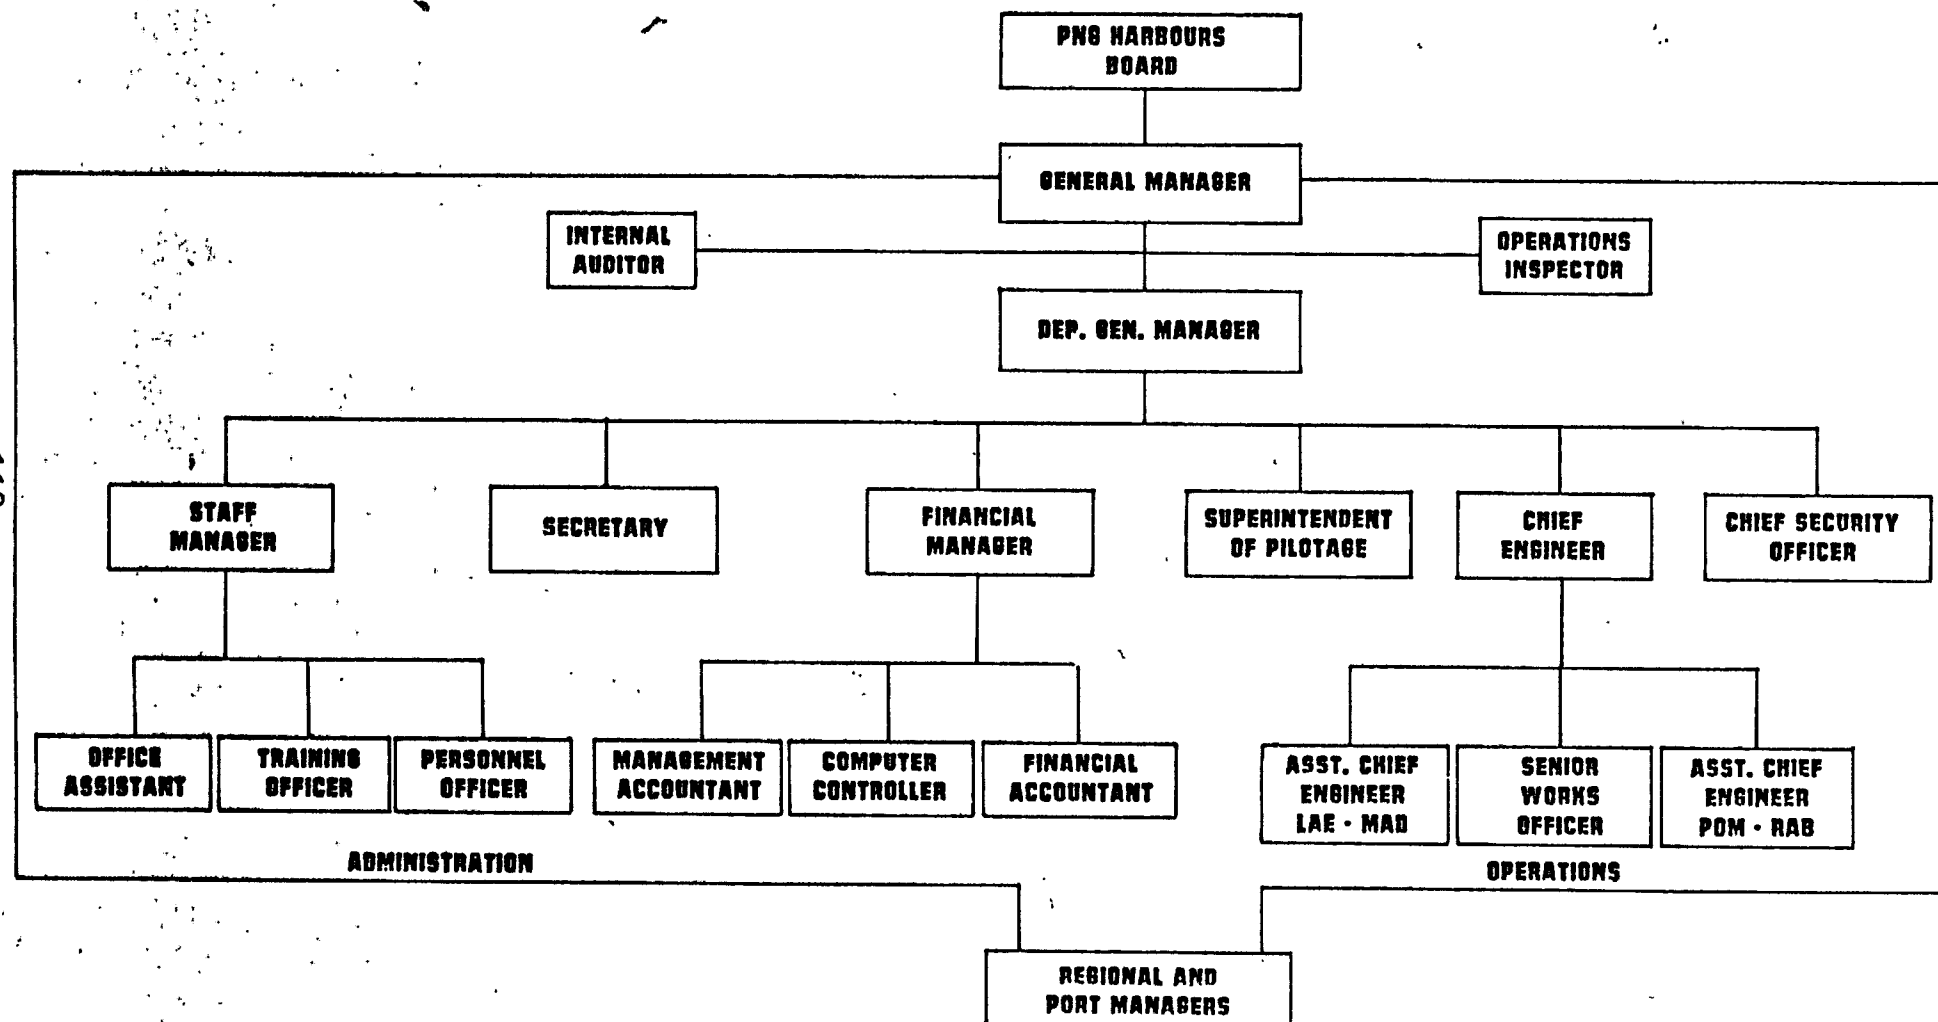 PNG HARBOURS
BOARD
GENERAL MANAGER
INTERNAL
AUDITOR
OPERATIONS
INSPECTOR
DEP. GEN. MANAGER
STAFF
MANAGER
SECRETARY
FINANCIAL
MANAGER
SUPERINTENDENT
OF PILOTAGE
CHIEF
ENGINEER
CHIEF SECURITY
OFFICER
OFFICE
ASSISTANT
TRAINING
OFFICER
PERSONNEL
OFFICER
MANAGEMENT
ACCOUNTANT
COMPUTER
CONTROLLER
FINANCIAL
ACCOUNTANT
ASST. CHIEF
ENGINEER
LAE · MAD
SENIOR
WORKS
OFFICER
ASST. CHIEF
ENGINEER
POM · RAB
ADMINISTRATION
OPERATIONS
REGIONAL AND
PORT MANAGERS